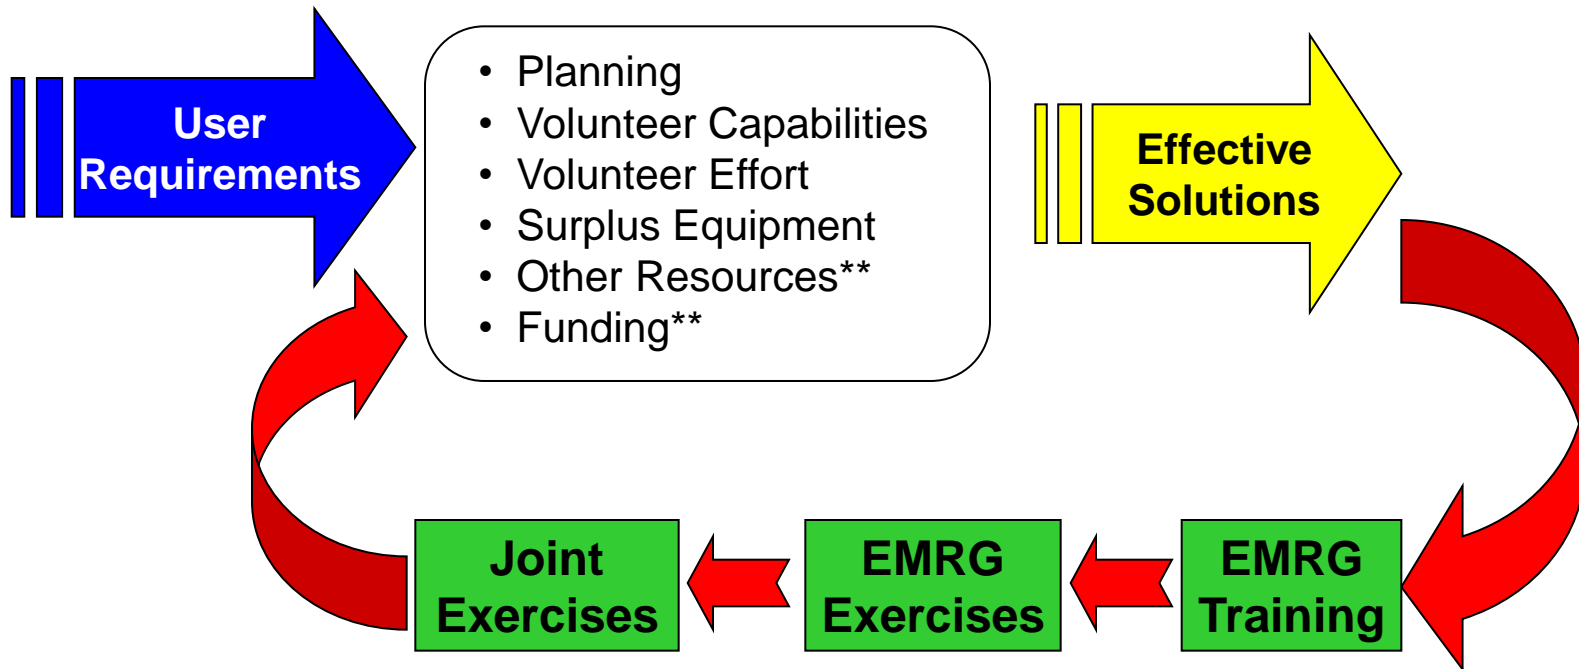 User
Requirements
• Planning
• Volunteer Capabilities
• Volunteer Effort
• Surplus Equipment
• Other Resources**
• Funding**
Effective
Solutions
Joint
Exercises
EMRG
Exercises
EMRG
Training